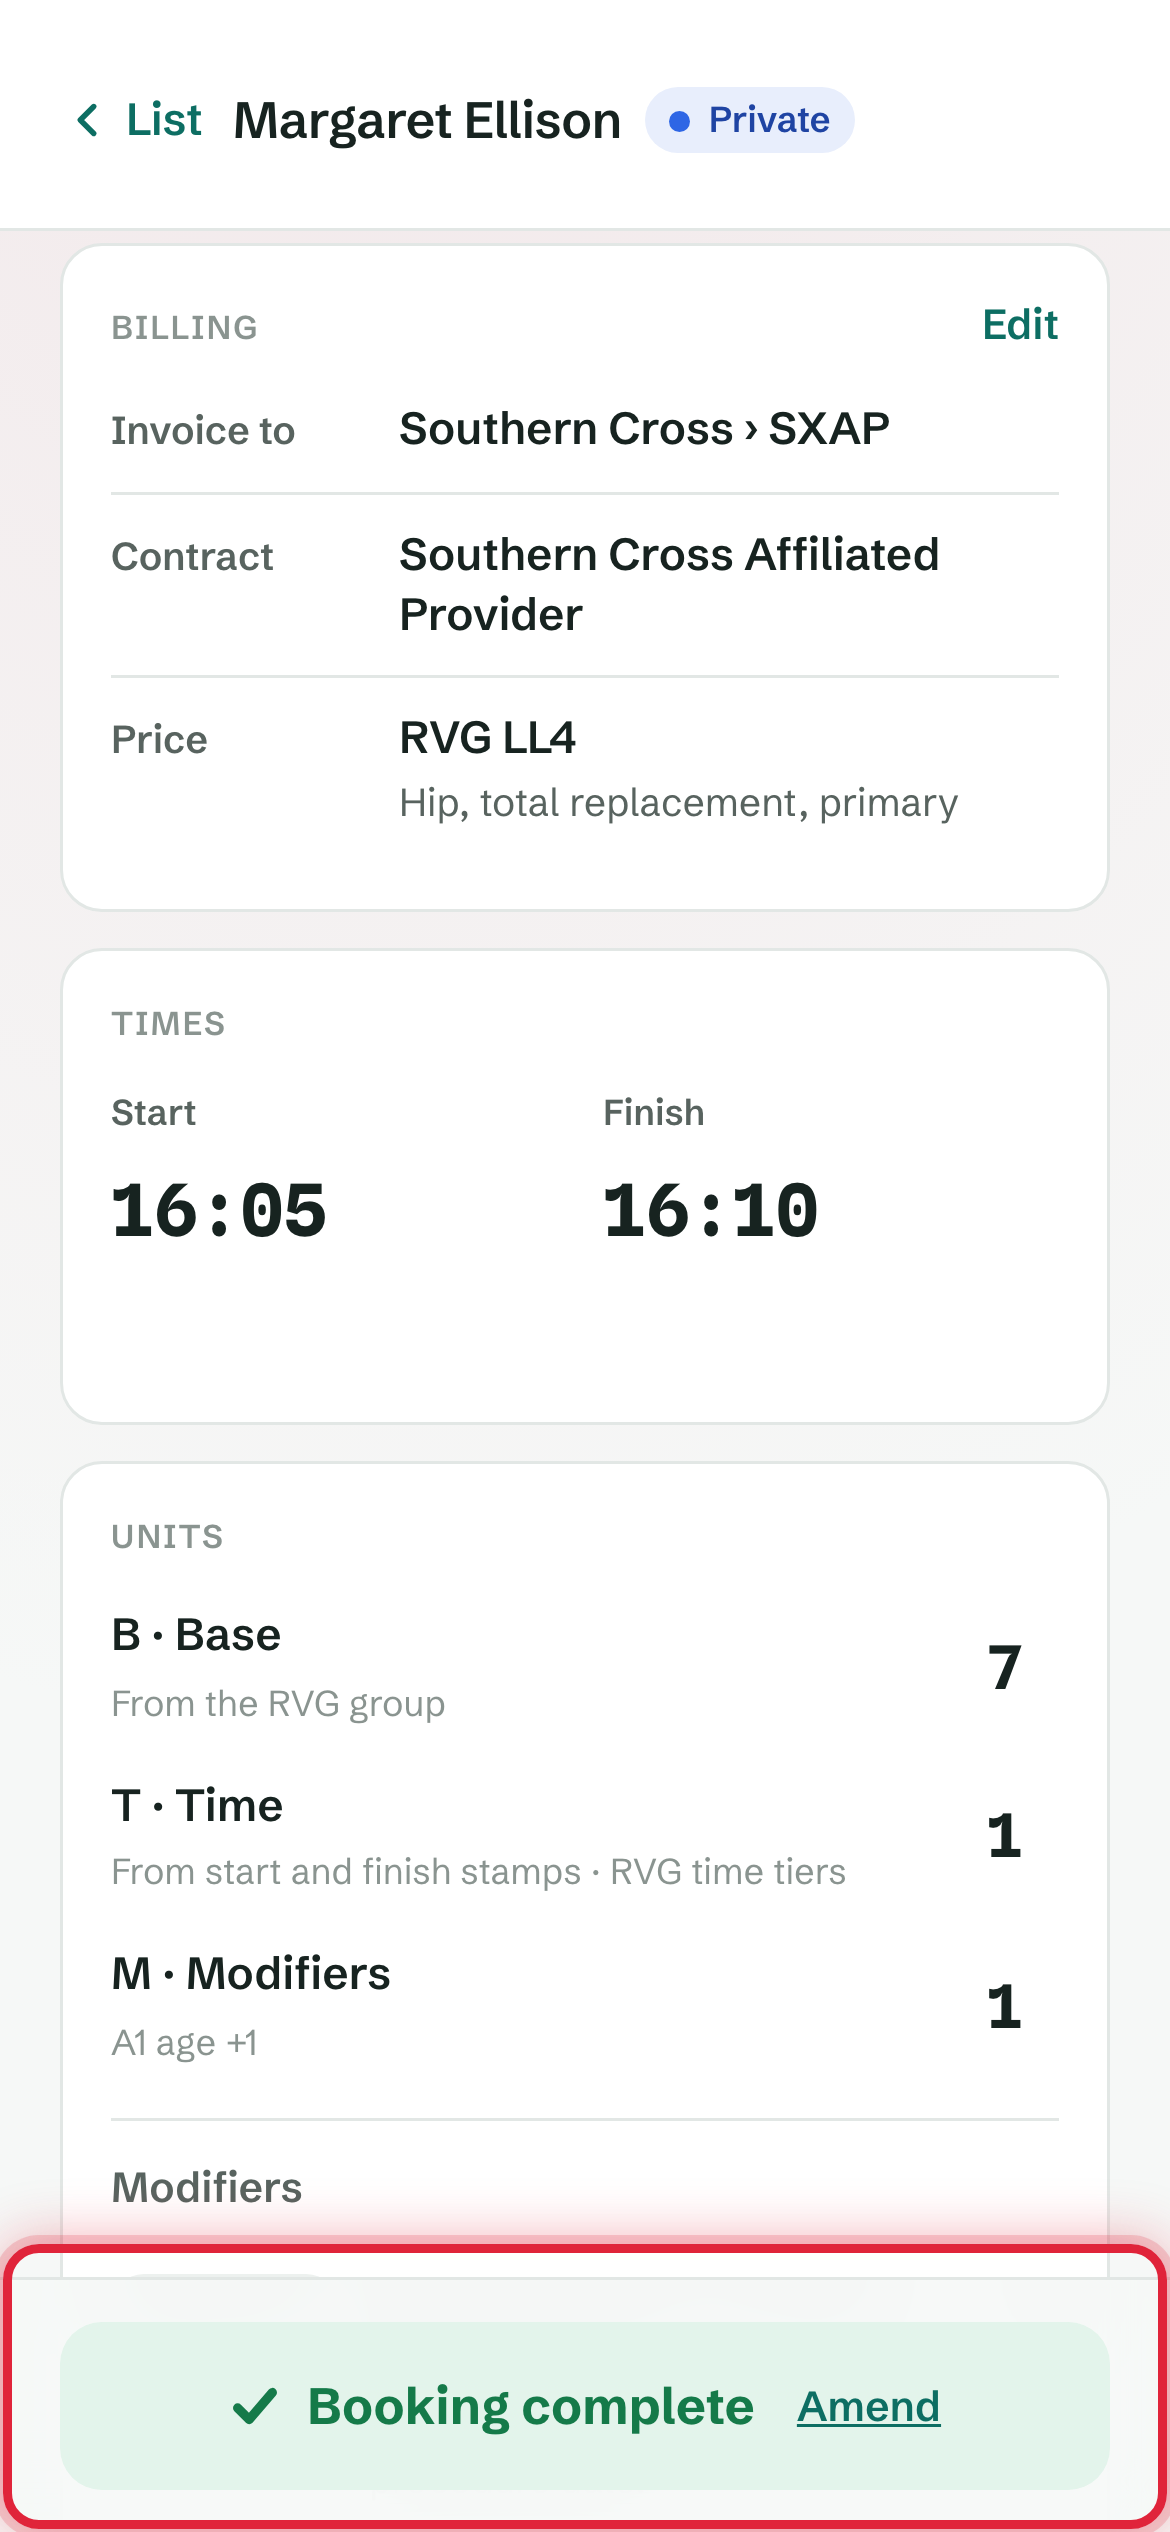 List Margaret Ellison Private
BILLING Edit
Invoice to Southern Cross › SXAP
Contract Southern Cross Affiliated
Provider
Price RVG LL4
Hip, total replacement, primary
TIMES
Start Finish
16:05 16:10
UNITS
B · Base 7
From the RVG group
T · Time 1
From start and finish stamps · RVG time tiers
M · Modifiers 1
A1 age +1
Modifiers
Booking complete Amend